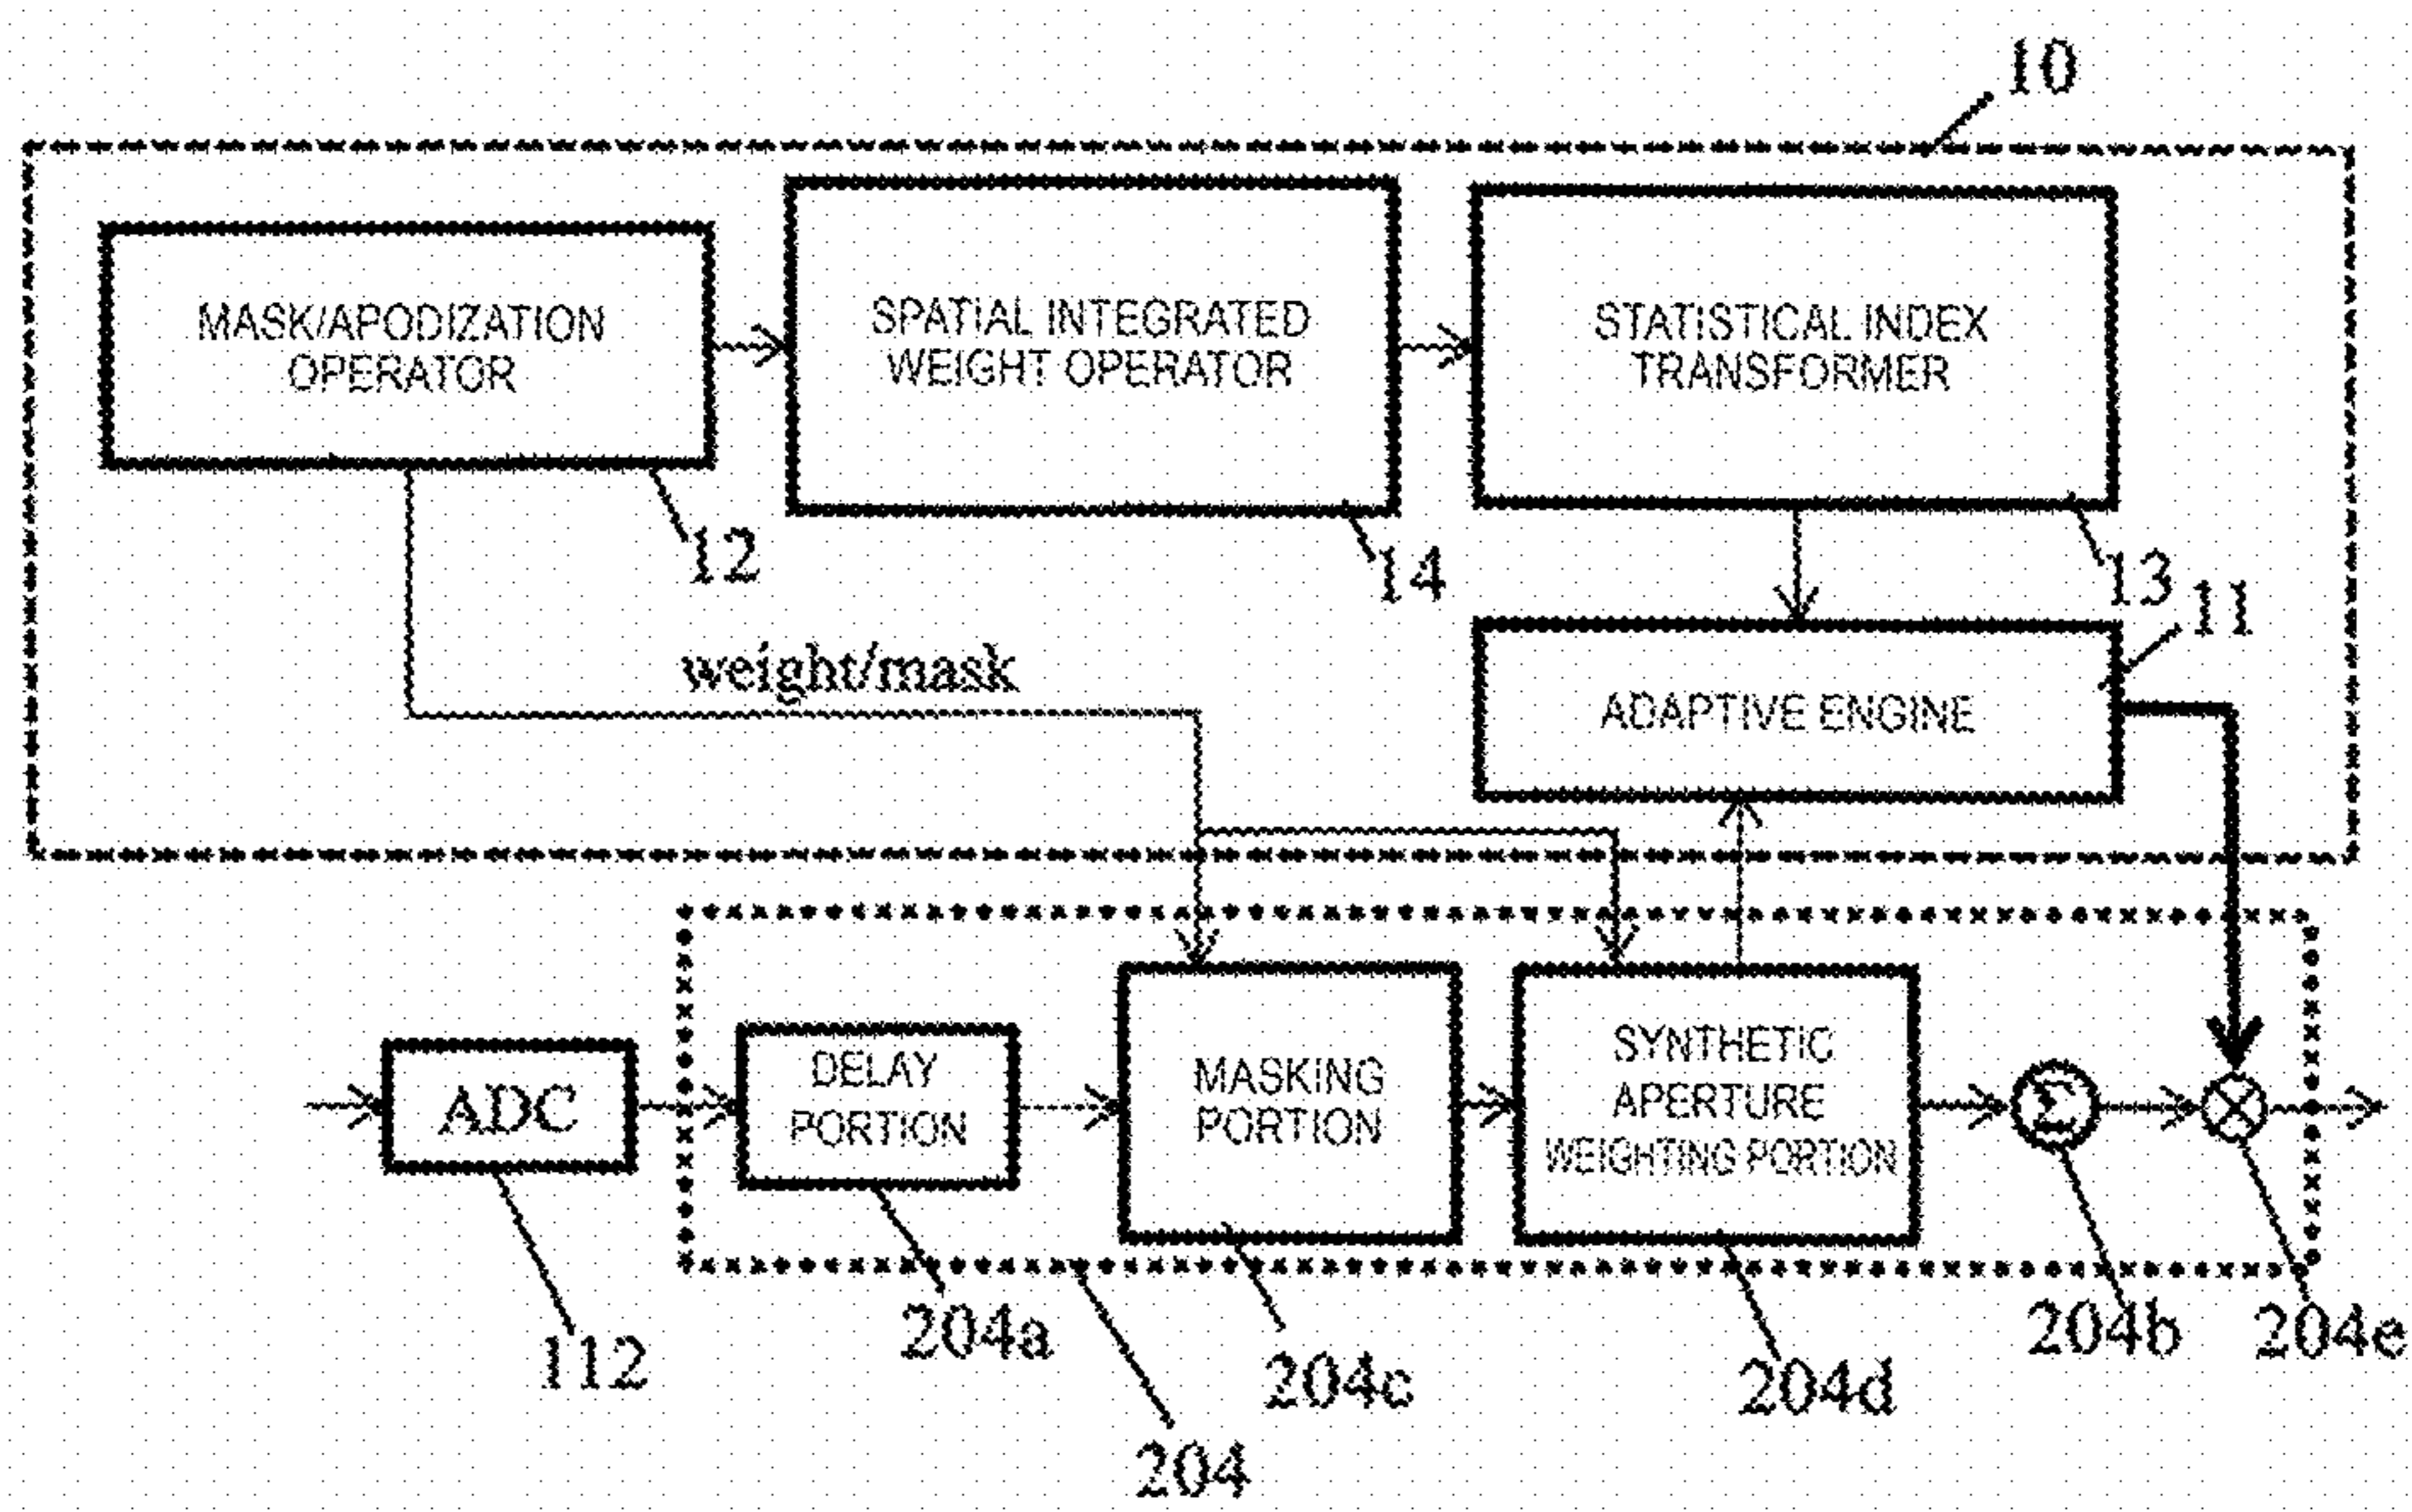 10
MASK/APODIZATION
OPERATOR
SPATIAL INTEGRATED
WEIGHT OPERATOR
STATISTICAL INDEX
TRANSFORMER
12
14
13
11
weight/mask
ADAPTIVE ENGINE
ADC
DELAY
PORTION
MASKING
PORTION
SYNTHETIC
APERTURE
WEIGHTING PORTION
Σ
112
204a
204
204c
204d
204b
204e